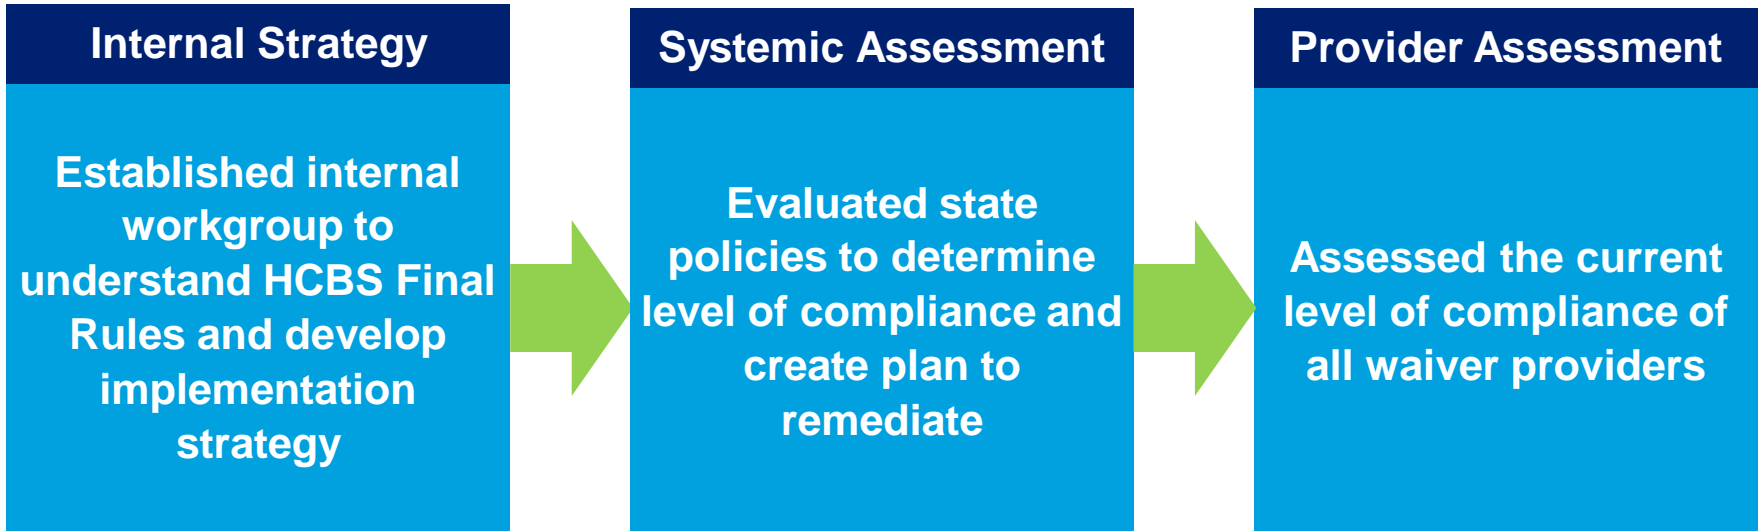 Internal Strategy
Established internal
workgroup to
understand HCBS Final
Rules and develop
implementation
strategy
Systemic Assessment
Evaluated state
policies to determine
level of compliance and
create plan to
remediate
Provider Assessment
Assessed the current
level of compliance of
all waiver providers